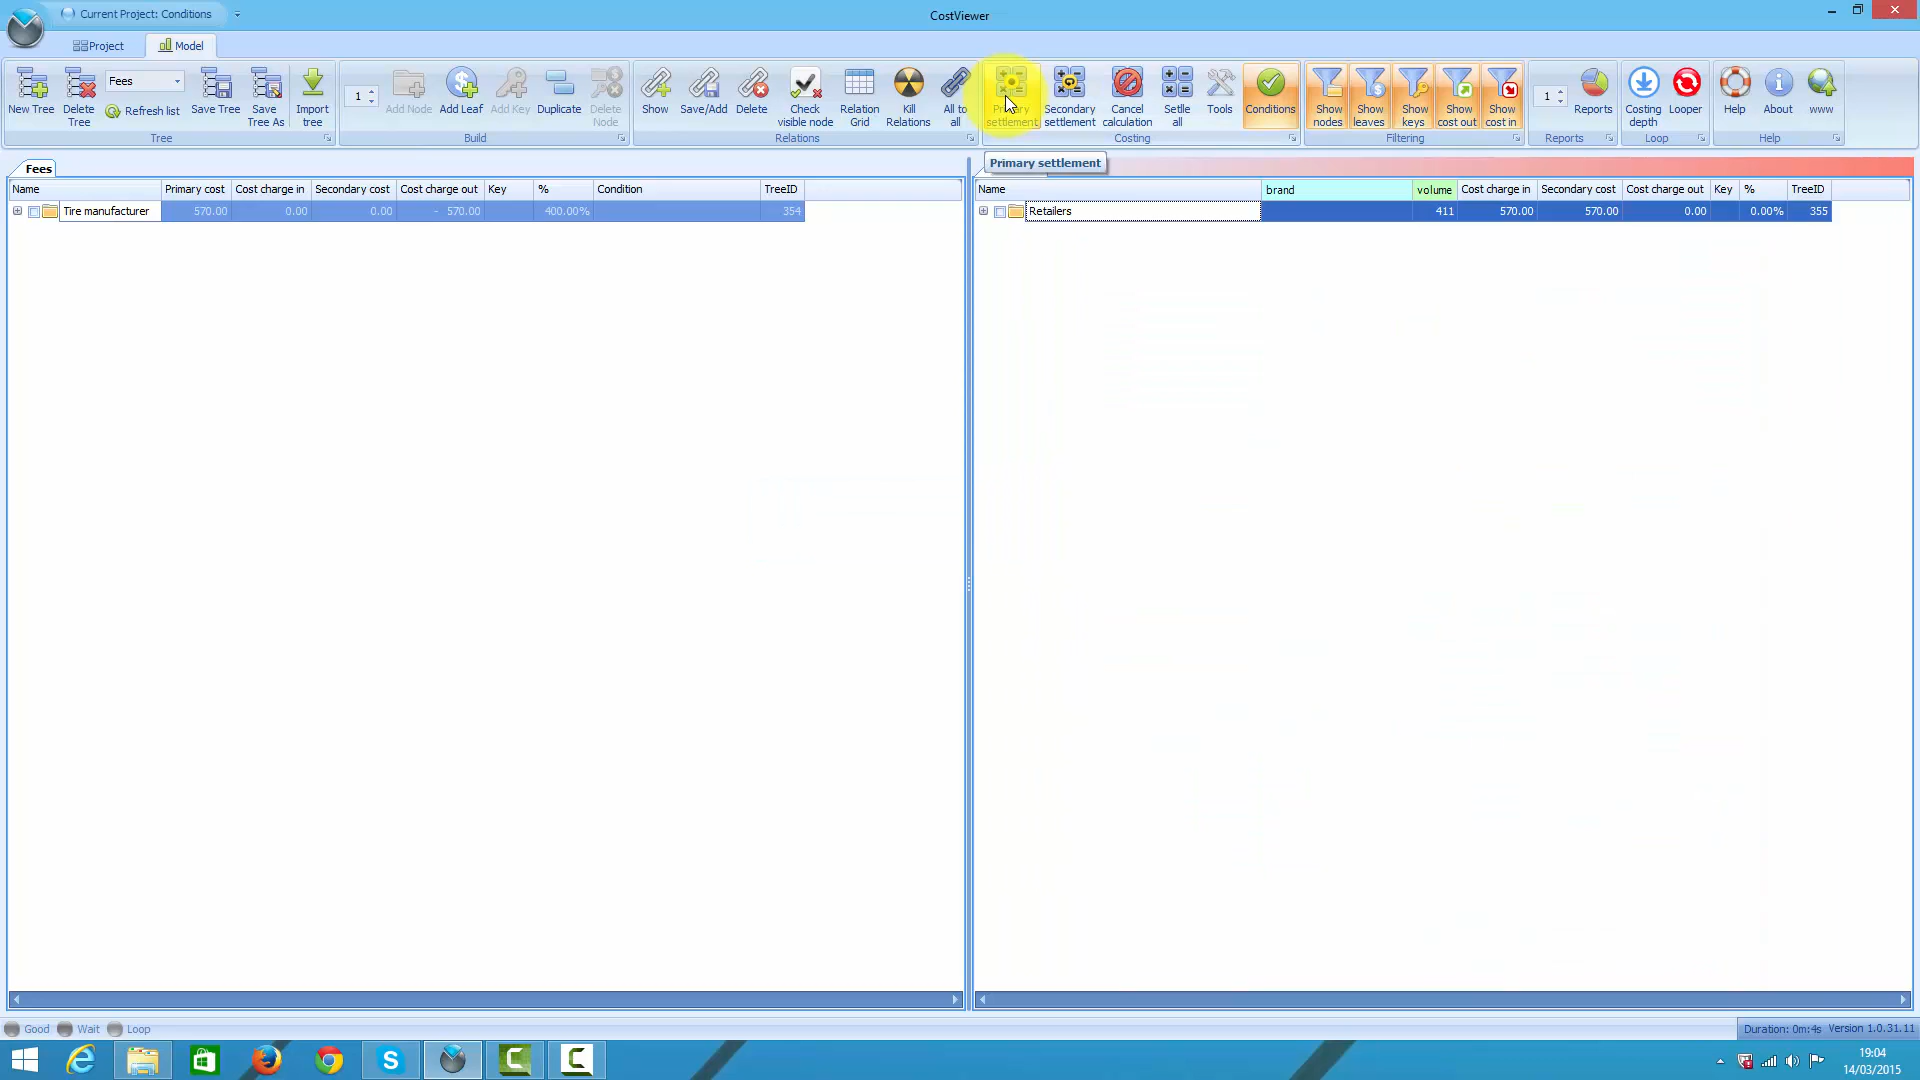 Current Project: Conditions
CostViewer
Project
Model
New Tree
Delete Tree
Fees
Refresh list
Save Tree
Save Tree As
Import tree
Tree
1
Add Node
Add Leaf
Add Key
Duplicate
Delete Node
Build
Show
Save/Add
Delete
Check visible node
Relation Grid
Kill Relations
All to all
Relations
Primary settlement
Secondary settlement
Cancel calculation
Setlle all
Tools
Conditions
Costing
Show nodes
Show leaves
Show keys
Show cost out
Show cost in
Filtering
1
Reports
Reports
Costing depth
Looper
Loop
Help
About
www
Help
Primary settlement
Fees
Name Primary cost Cost charge in Secondary cost Cost charge out Key % Condition TreeID
Tire manufacturer 570.00 0.00 0.00 - 570.00 400.00% 354
Name brand volume Cost charge in Secondary cost Cost charge out Key % TreeID
Retailers 411 570.00 570.00 0.00 0.00% 355
Good Wait Loop
Duration: 0m:4s Version 1.0.31.11
19:04
14/03/2015